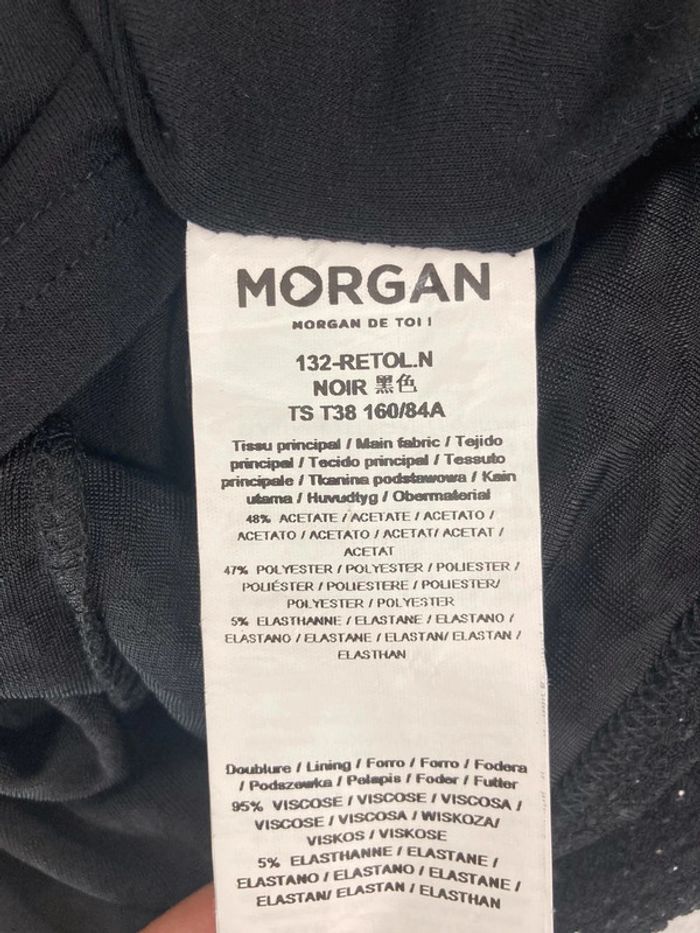 MORGAN
MORGAN DE TOI !
132-RETOL.N
NOIR 黑色
TS T38 160/84A
Tissu principal / Main fabric / Tejido
principal / Tecido principal / Tessuto
principale / Tkanina podstawowa / Kain
utama / Huvudtyg / Obermaterial
48% ACETATE / ACETATE / ACETATO /
ACETATO / ACETATO / ACETAT/ ACETAT /
ACETAT
47% POLYESTER / POLYESTER / POLIESTER /
POLIÉSTER / POLIESTERE / POLIESTER/
POLYESTER / POLYESTER
5% ELASTHANNE / ELASTANE / ELASTANO /
ELASTANO / ELASTANE / ELASTAN/ ELASTAN /
ELASTHAN
Doublure / Lining / Forro / Forro / Fodera
/ Podszewka / Pelapis / Foder / Futter
95% VISCOSE / VISCOSE / VISCOSA /
VISCOSE / VISCOSA / WISKOZA/
VISKOS / VISKOSE
5% ELASTHANNE / ELASTANE /
ELASTANO / ELASTANO / ELASTANE /
ELASTAN/ ELASTAN / ELASTHAN